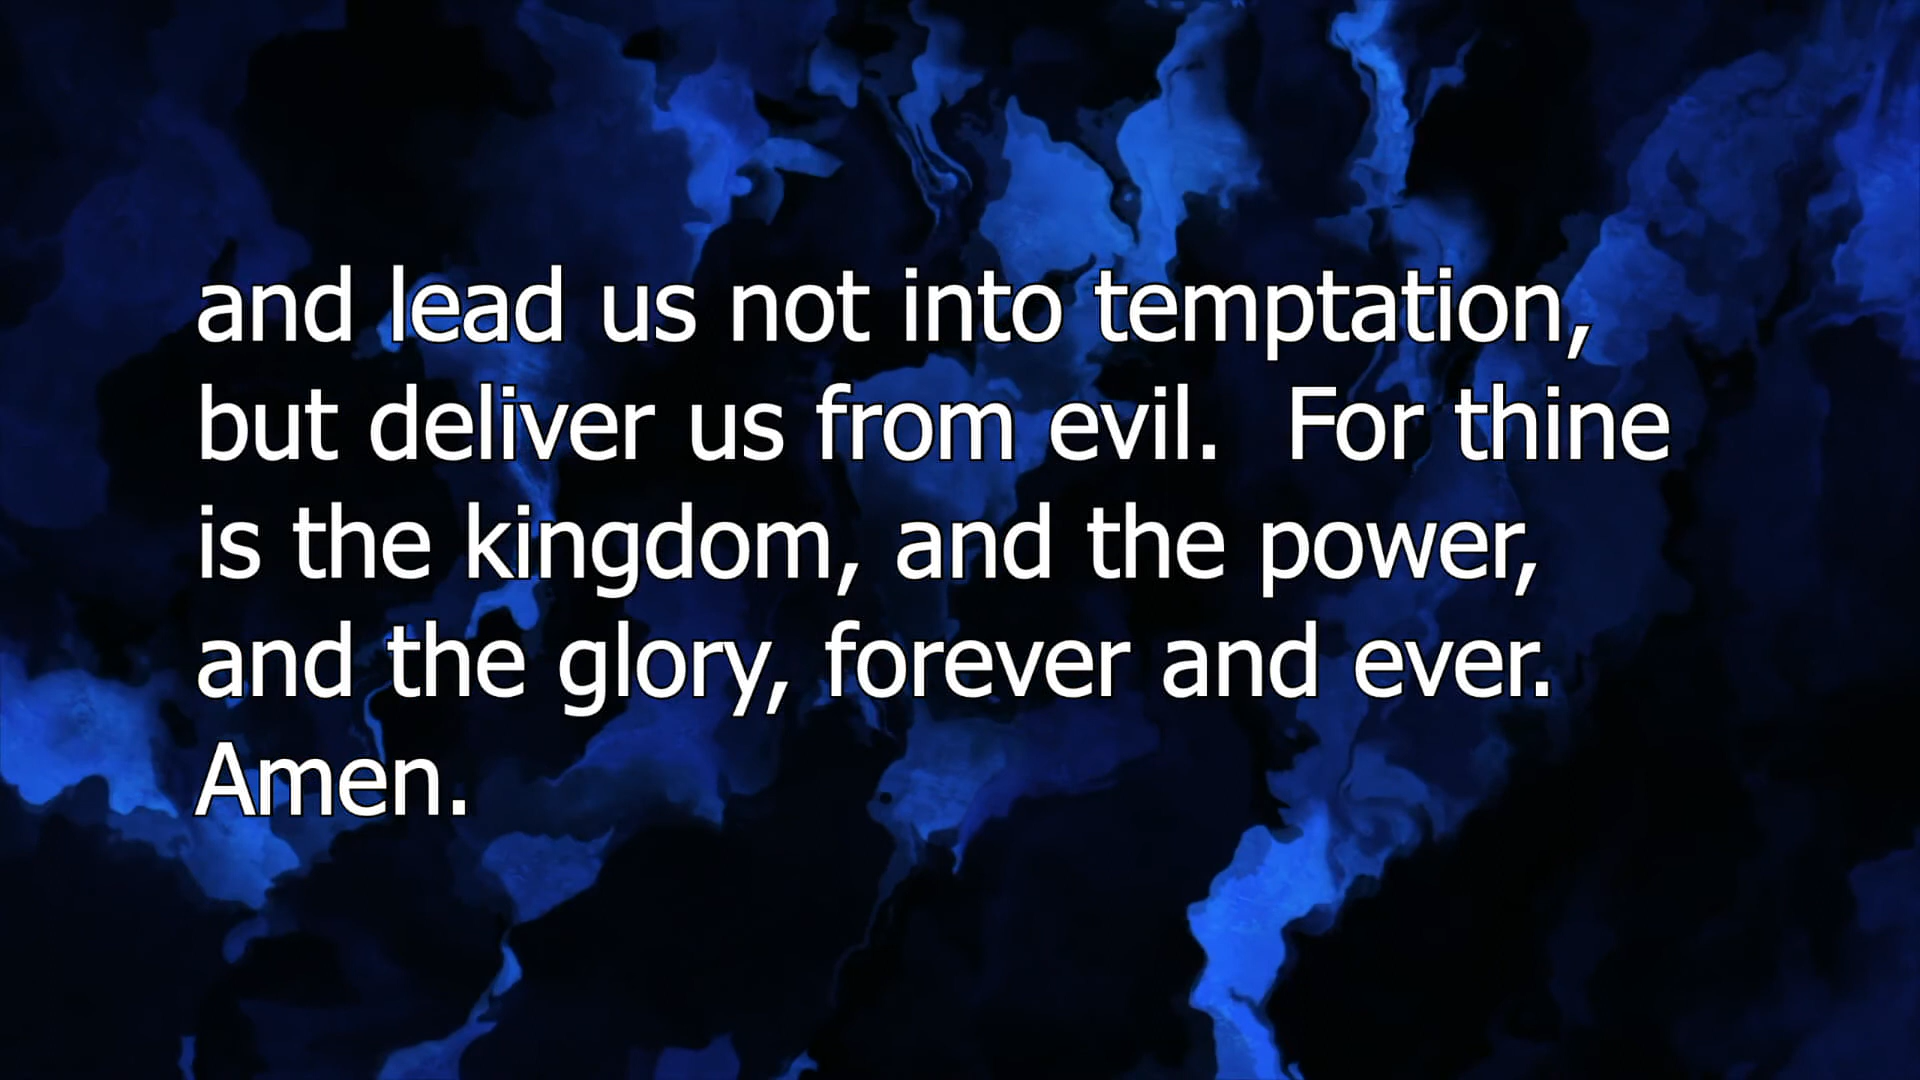 and lead us not into temptation,
but deliver us from evil.  For thine
is the kingdom, and the power,
and the glory, forever and ever.
Amen.